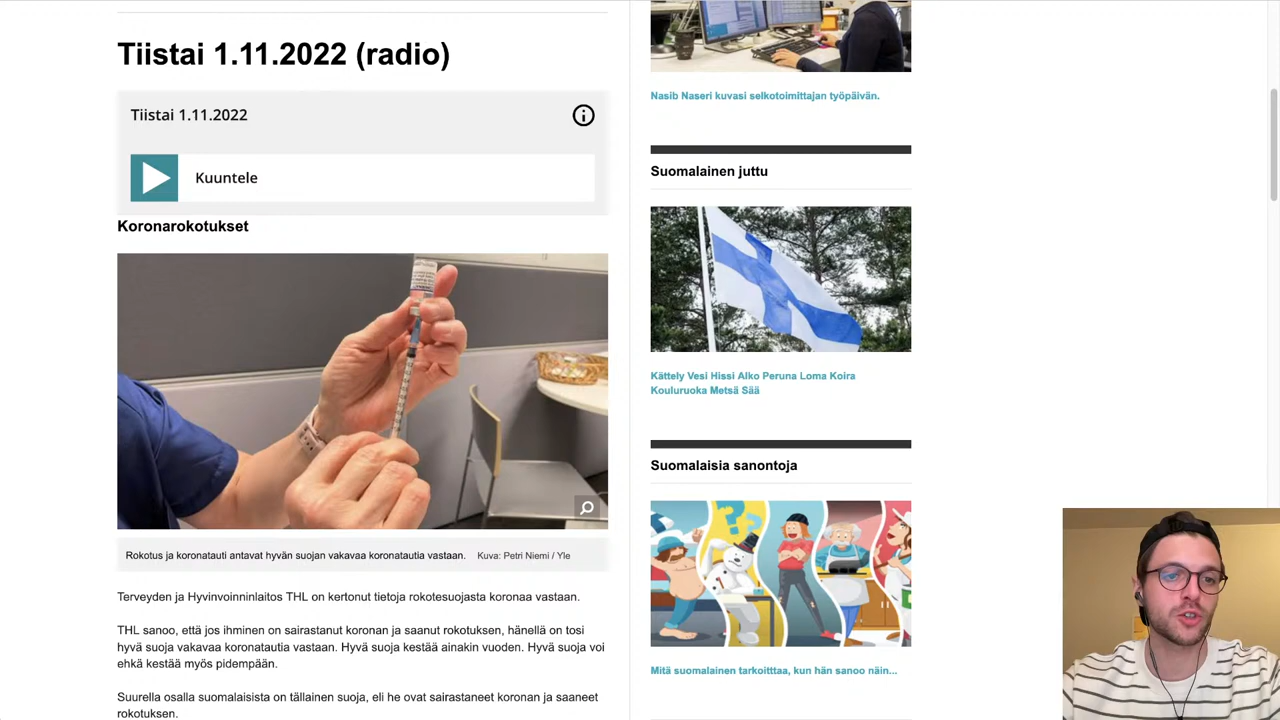 Tiistai 1.11.2022 (radio)
Tiistai 1.11.2022
Kuuntele
Koronarokotukset
Rokotus ja koronatauti antavat hyvän suojan vakavaa koronatautia vastaan. Kuva: Petri Niemi / Yle
Terveyden ja Hyvinvoinninlaitos THL on kertonut tietoja rokotesuojasta koronaa vastaan.
THL sanoo, että jos ihminen on sairastanut koronan ja saanut rokotuksen, hänellä on tosi
hyvä suoja vakavaa koronatautia vastaan. Hyvä suoja kestää ainakin vuoden. Hyvä suoja voi
ehkä kestää myös pidempään.
Suurella osalla suomalaisista on tällainen suoja, eli he ovat sairastaneet koronan ja saaneet
rokotuksen.
Nasib Naseri kuvasi selkotoimittajan työpäivän.
Suomalainen juttu
Kättely Vesi Hissi Alko Peruna Loma Koira
Kouluruoka Metsä Sää
Suomalaisia sanontoja
Mitä suomalainen tarkoitttaa, kun hän sanoo näin...